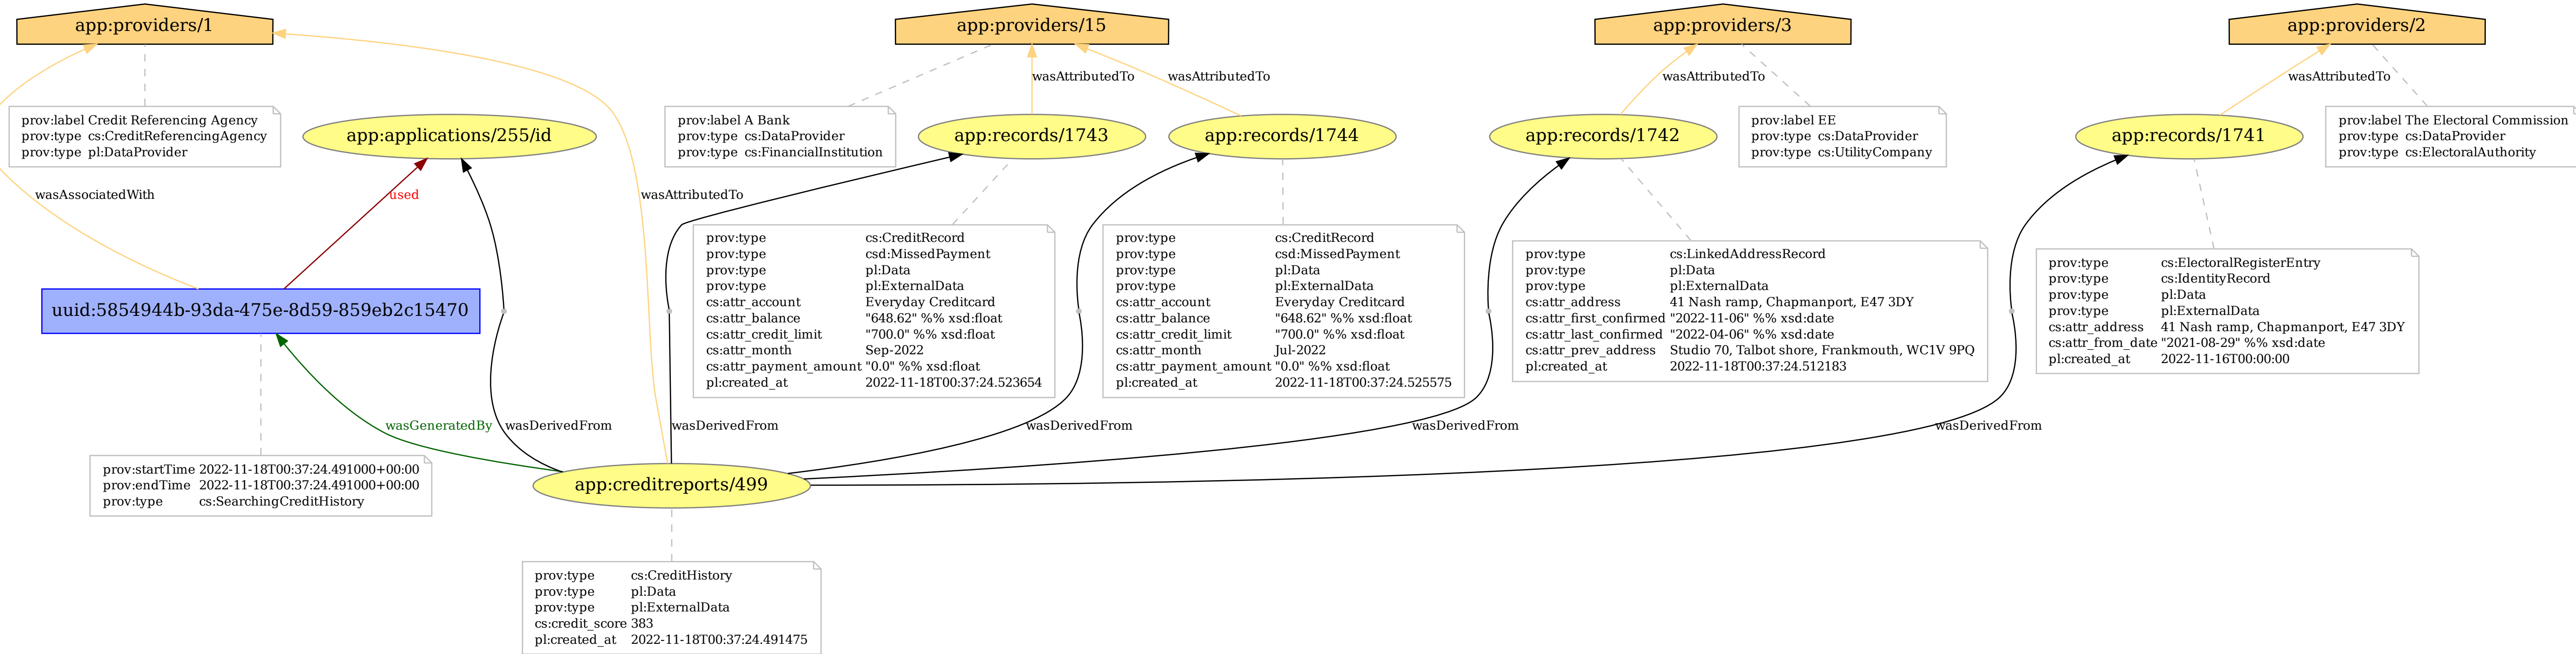 app:providers/1
app:providers/15
app:providers/3
app:providers/2
wasAttributedTo
wasAttributedTo
wasAttributedTo
wasAttributedTo
prov:label Credit Referencing Agency
prov:type cs:CreditReferencingAgency
prov:type pl:DataProvider
app:applications/255/id
prov:label A Bank
prov:type cs:DataProvider
prov:type cs:FinancialInstitution
app:records/1743
app:records/1744
app:records/1742
prov:label EE
prov:type cs:DataProvider
prov:type cs:UtilityCompany
app:records/1741
prov:label The Electoral Commission
prov:type cs:DataProvider
prov:type cs:ElectoralAuthority
wasAssociatedWith
used
wasAttributedTo
uuid:5854944b-93da-475e-8d59-859eb2c15470
prov:type cs:CreditRecord
prov:type csd:MissedPayment
prov:type pl:Data
prov:type pl:ExternalData
cs:attr_account Everyday Creditcard
cs:attr_balance "648.62" %% xsd:float
cs:attr_credit_limit "700.0" %% xsd:float
cs:attr_month Sep-2022
cs:attr_payment_amount "0.0" %% xsd:float
pl:created_at 2022-11-18T00:37:24.523654
prov:type cs:CreditRecord
prov:type csd:MissedPayment
prov:type pl:Data
prov:type pl:ExternalData
cs:attr_account Everyday Creditcard
cs:attr_balance "648.62" %% xsd:float
cs:attr_credit_limit "700.0" %% xsd:float
cs:attr_month Jul-2022
cs:attr_payment_amount "0.0" %% xsd:float
pl:created_at 2022-11-18T00:37:24.525575
prov:type cs:LinkedAddressRecord
prov:type pl:Data
prov:type pl:ExternalData
cs:attr_address 41 Nash ramp, Chapmanport, E47 3DY
cs:attr_first_confirmed "2022-11-06" %% xsd:date
cs:attr_last_confirmed "2022-04-06" %% xsd:date
cs:attr_prev_address Studio 70, Talbot shore, Frankmouth, WC1V 9PQ
pl:created_at 2022-11-18T00:37:24.512183
prov:type cs:ElectoralRegisterEntry
prov:type cs:IdentityRecord
prov:type pl:Data
prov:type pl:ExternalData
cs:attr_address 41 Nash ramp, Chapmanport, E47 3DY
cs:attr_from_date "2021-08-29" %% xsd:date
pl:created_at 2022-11-16T00:00:00
wasGeneratedBy
wasDerivedFrom
wasDerivedFrom
wasDerivedFrom
wasDerivedFrom
wasDerivedFrom
prov:startTime 2022-11-18T00:37:24.491000+00:00
prov:endTime 2022-11-18T00:37:24.491000+00:00
prov:type cs:SearchingCreditHistory
app:creditreports/499
prov:type cs:CreditHistory
prov:type pl:Data
prov:type pl:ExternalData
cs:credit_score 383
pl:created_at 2022-11-18T00:37:24.491475